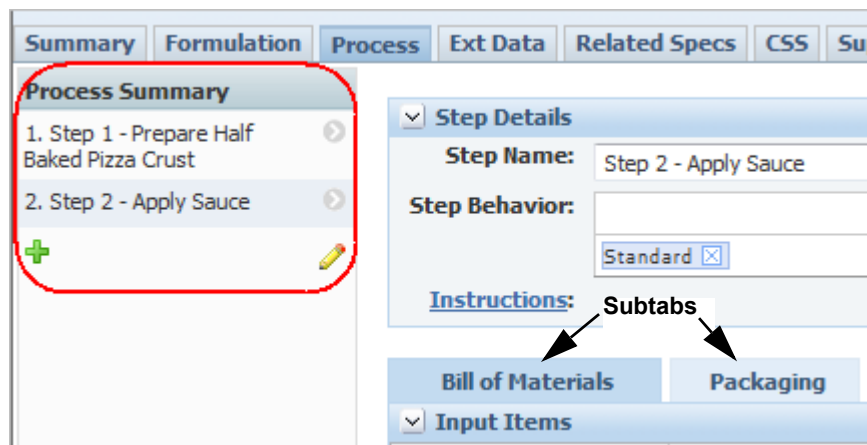 Summary Formulation Process Ext Data Related Specs CSS Su
Process Summary
1. Step 1 - Prepare Half
Baked Pizza Crust
2. Step 2 - Apply Sauce
Step Details
Step Name: Step 2 - Apply Sauce
Step Behavior:
Standard
Instructions:
Subtabs
Bill of Materials Packaging
Input Items